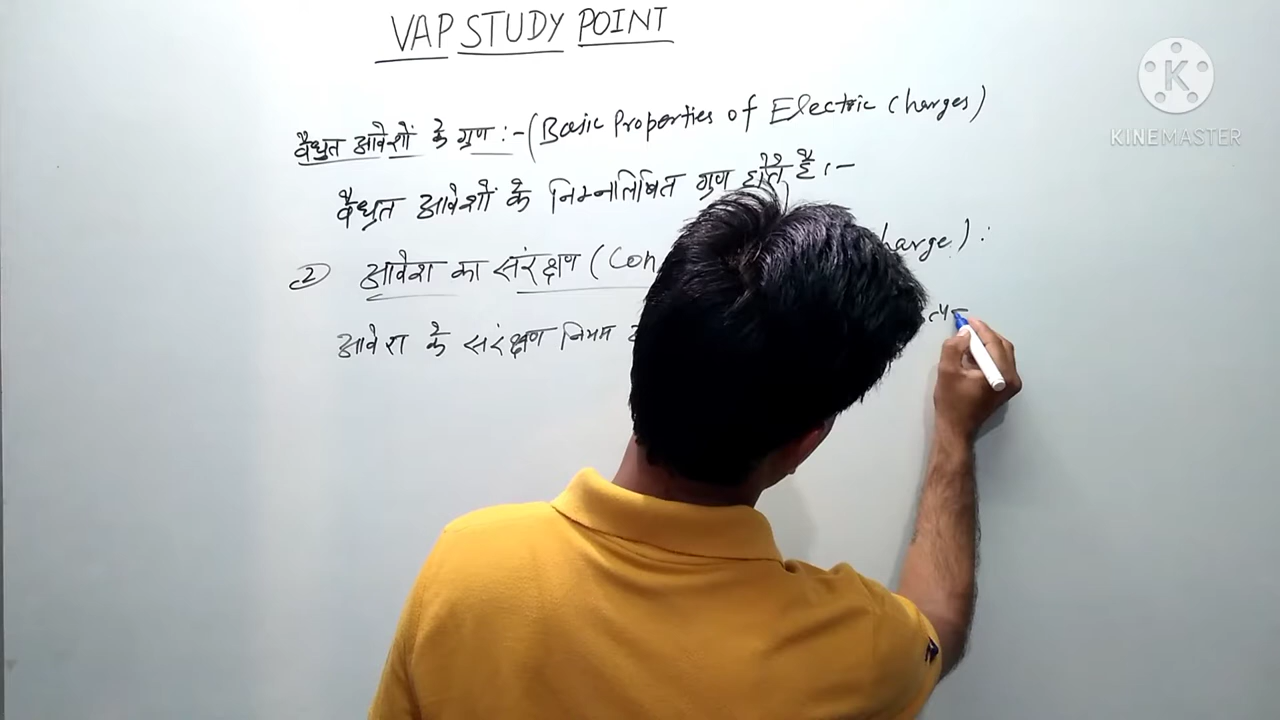 VAP STUDY POINT
वैधुत आवेशों के गुण :- (Basic Properties of Electric Charges)
वैधुत आवेशों के निम्नलिखित गुण होते है :-
(2) आवेश का संरक्षण ( harge ) :
आवेश के संरक्षण नियम
K
KINEMASTER